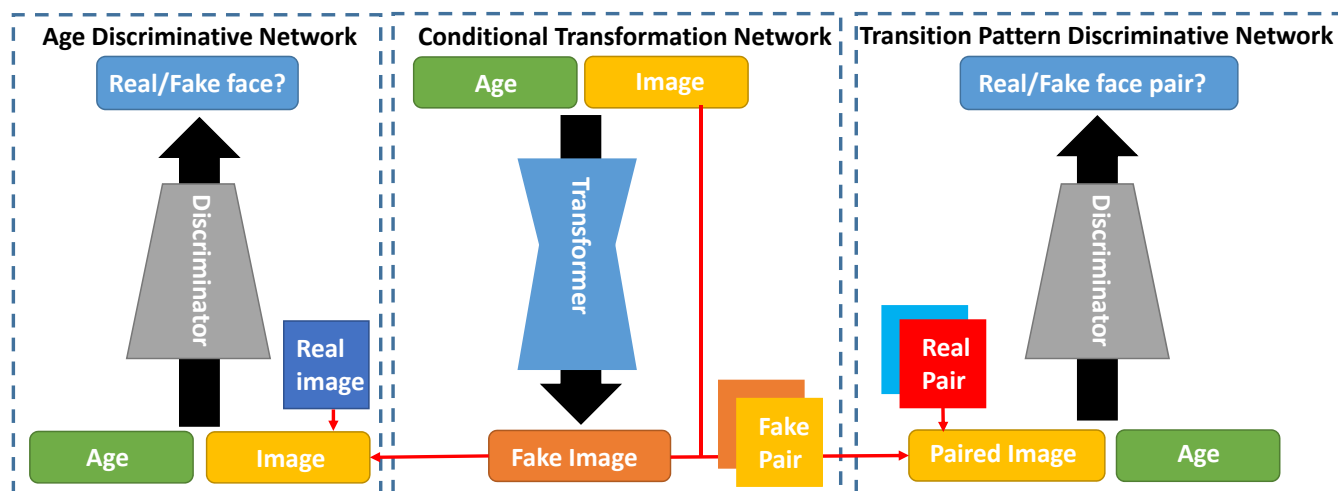 Age Discriminative Network
Real/Fake face?
Discriminator
Real
image
Age
Image
Conditional Transformation Network
Age
Image
Transformer
Fake Image
Fake
Pair
Transition Pattern Discriminative Network
Real/Fake face pair?
Discriminator
Real
Pair
Paired Image
Age